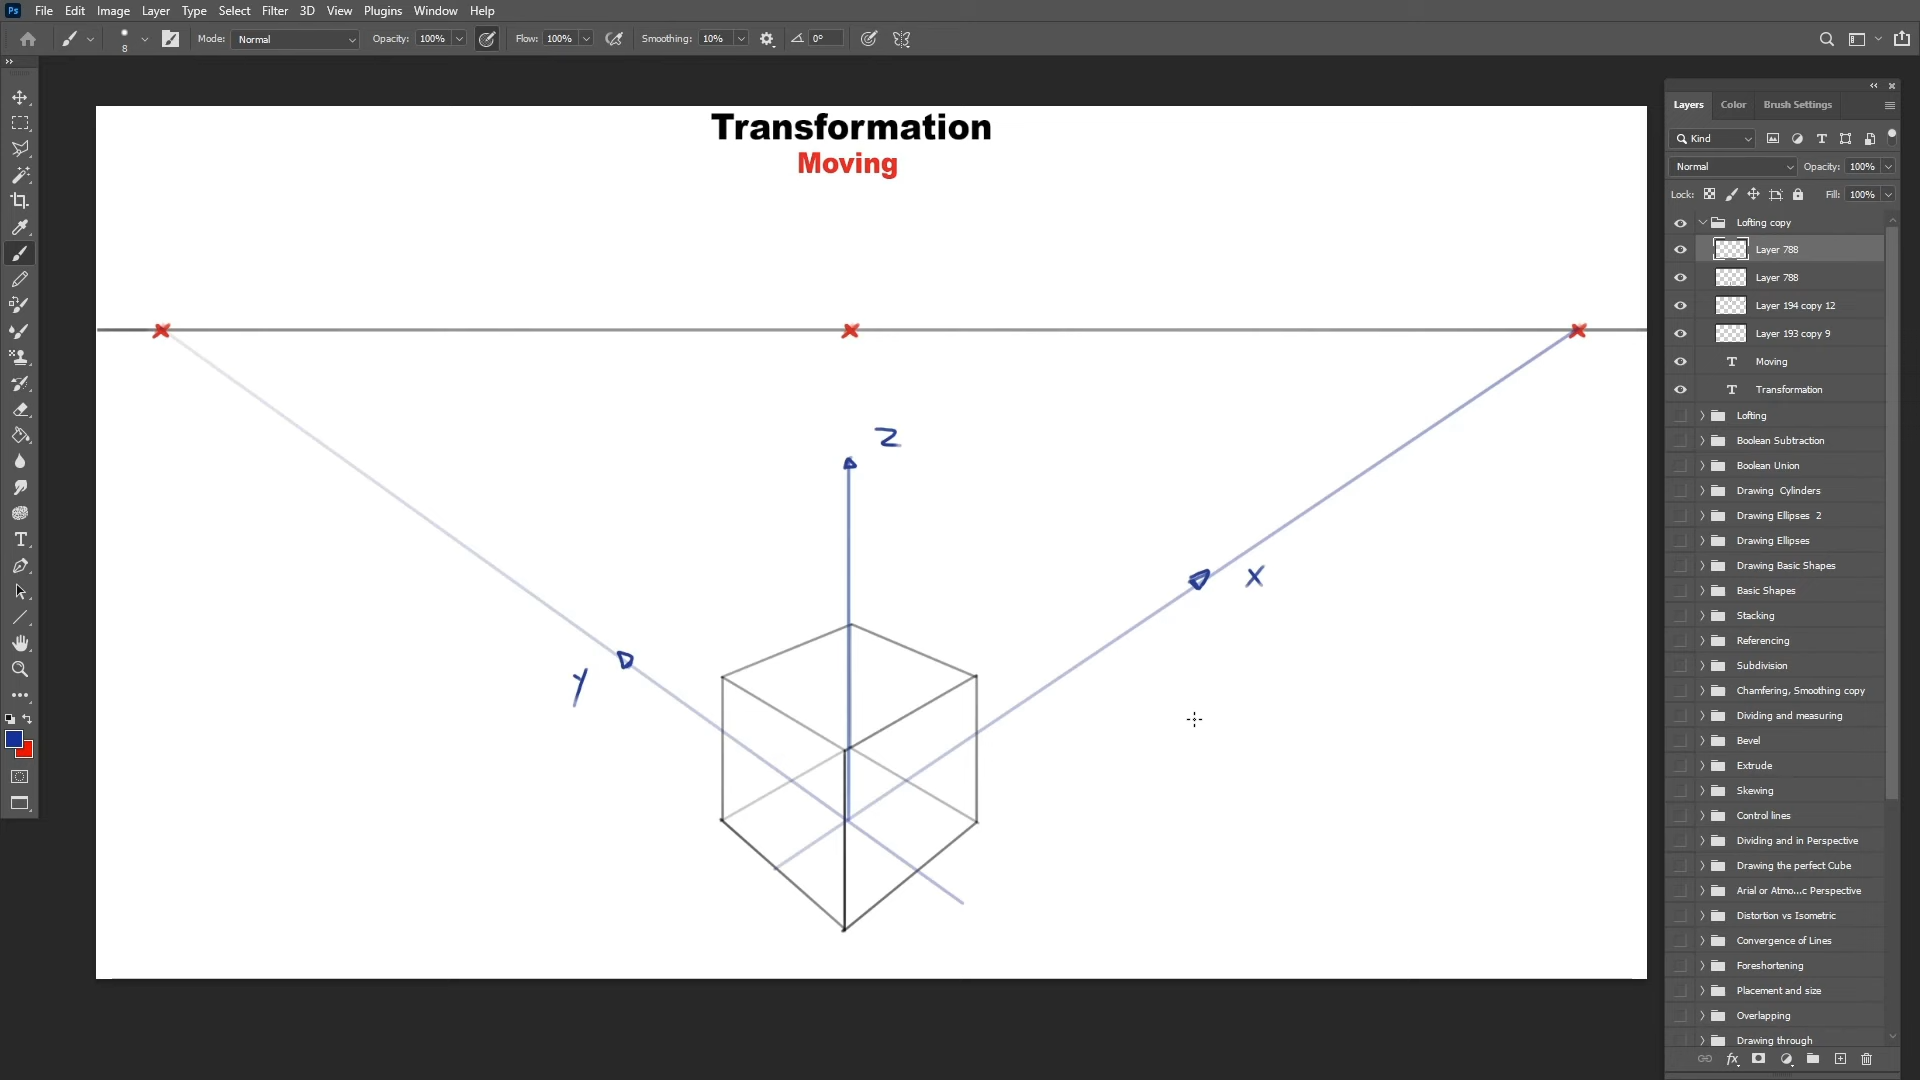 Ps File Edit Image Layer Type Select Filter 3D View Plugins Window Help
8 Mode: Normal Opacity: 100% Flow: 100% Smoothing: 10% 0°
Transformation
Moving
Z
X
Y
Layers Color Brush Settings
Kind
Normal Opacity: 100%
Lock: Fill: 100%
Lofting copy
Layer 788
Layer 788
Layer 194 copy 12
Layer 193 copy 9
Moving
Transformation
Lofting
Boolean Subtraction
Boolean Union
Drawing Cylinders
Drawing Ellipses 2
Drawing Ellipses
Drawing Basic Shapes
Basic Shapes
Stacking
Referencing
Subdivision
Chamfering, Smoothing copy
Dividing and measuring
Bevel
Extrude
Skewing
Control lines
Dividing and in Perspective
Drawing the perfect Cube
Arial or Atmo...c Perspective
Distortion vs Isometric
Convergence of Lines
Foreshortening
Placement and size
Overlapping
Drawing through
fx